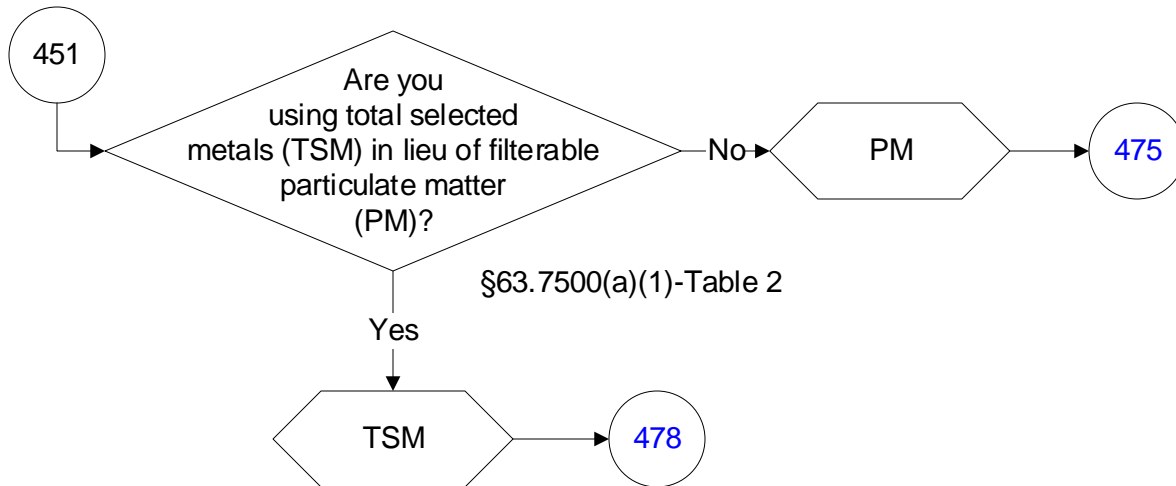 451
Are you
using total selected
metals (TSM) in lieu of filterable
particulate matter
(PM)?
No
PM
475
§63.7500(a)(1)-Table 2
Yes
TSM
478